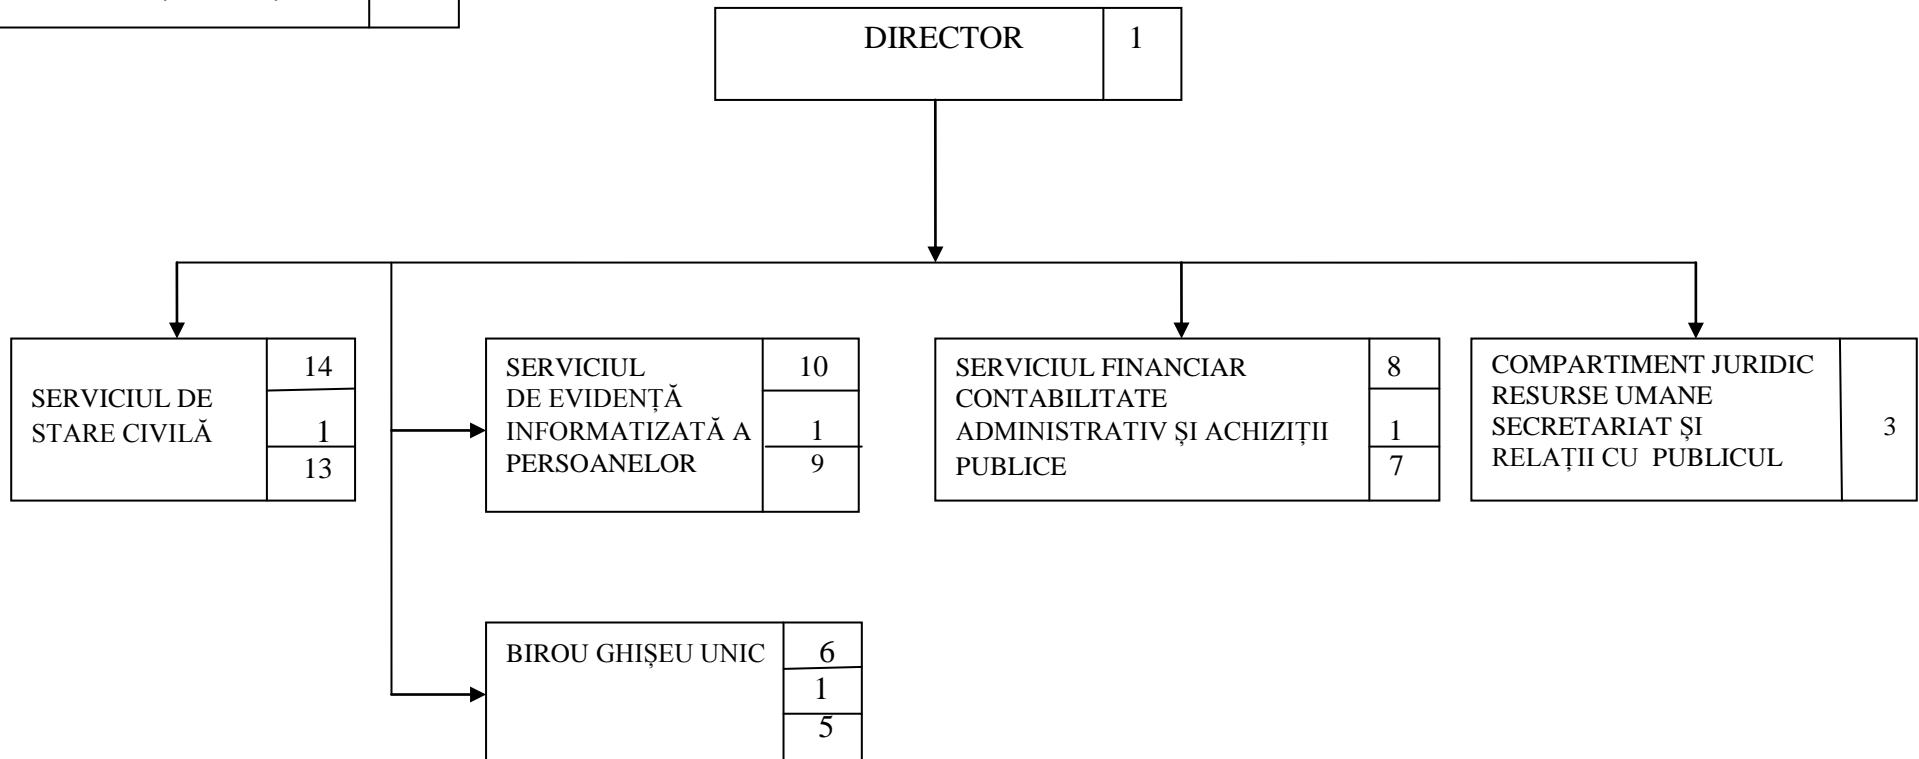 DIRECTOR 1
SERVICIUL DE
STARE CIVILĂ
14
1
13
SERVICIUL
DE EVIDENȚĂ
INFORMATIZATĂ A
PERSOANELOR
10
1
9
SERVICIUL FINANCIAR
CONTABILITATE
ADMINISTRATIV ȘI ACHIZIȚII
PUBLICE
8
1
7
COMPARTIMENT JURIDIC
RESURSE UMANE
SECRETARIAT ȘI
RELAȚII CU PUBLICUL
3
BIROU GHIȘEU UNIC
6
1
5